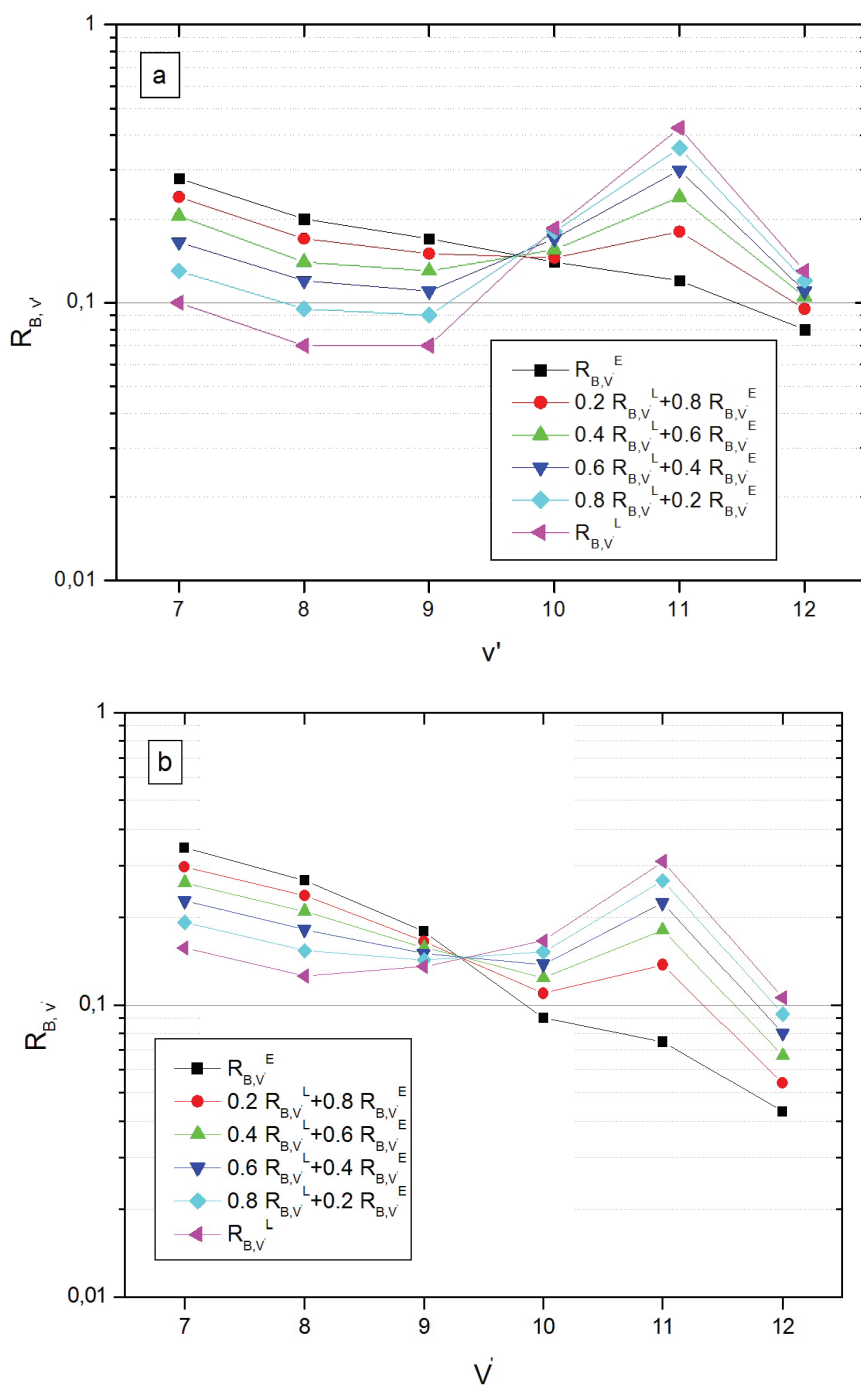 1
a
0,1
0,01
R_B, v'
R_B,V'^E
0.2 R_B,V'^L+0.8 R_B,V'^E
0.4 R_B,V'^L+0.6 R_B,V'^E
0.6 R_B,V'^L+0.4 R_B,V'^E
0.8 R_B,V'^L+0.2 R_B,V'^E
R_B,V'^L
7 8 9 10 11 12
v'
1
b
0,1
0,01
R_B, v'
R_B,V'^E
0.2 R_B,V'^L+0.8 R_B,V'^E
0.4 R_B,V'^L+0.6 R_B,V'^E
0.6 R_B,V'^L+0.4 R_B,V'^E
0.8 R_B,V'^L+0.2 R_B,V'^E
R_B,V'^L
7 8 9 10 11 12
V'